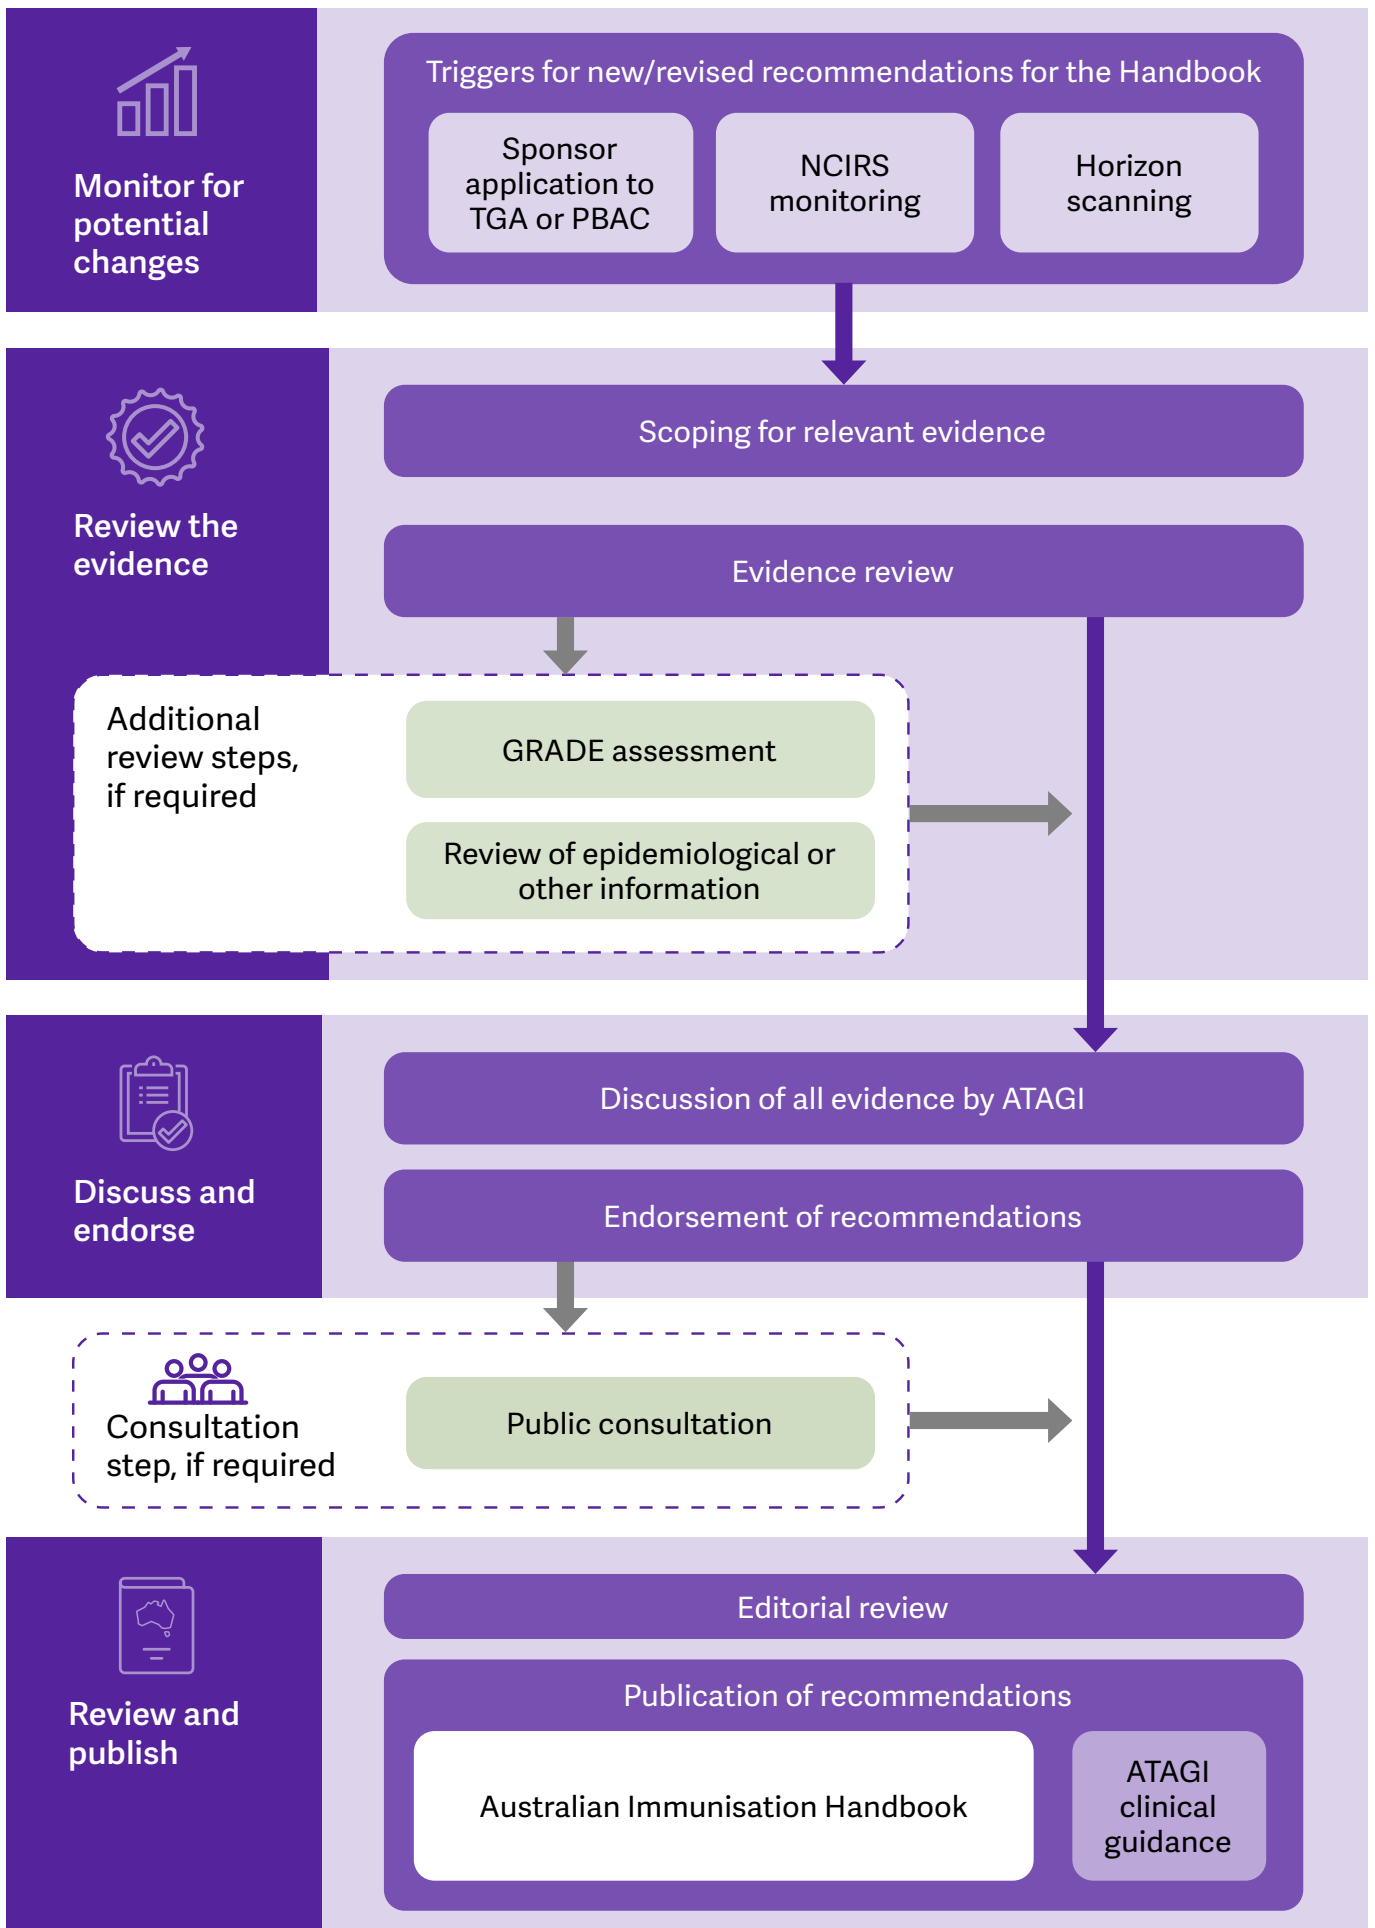 Monitor for
potential
changes
Triggers for new/revised recommendations for the Handbook
Sponsor
application to
TGA or PBAC
NCIRS
monitoring
Horizon
scanning
Review the
evidence
Scoping for relevant evidence
Evidence review
Additional
review steps,
if required
GRADE assessment
Review of epidemiological or
other information
Discuss and
endorse
Discussion of all evidence by ATAGI
Endorsement of recommendations
Consultation
step, if required
Public consultation
Review and
publish
Editorial review
Publication of recommendations
Australian Immunisation Handbook
ATAGI
clinical
guidance